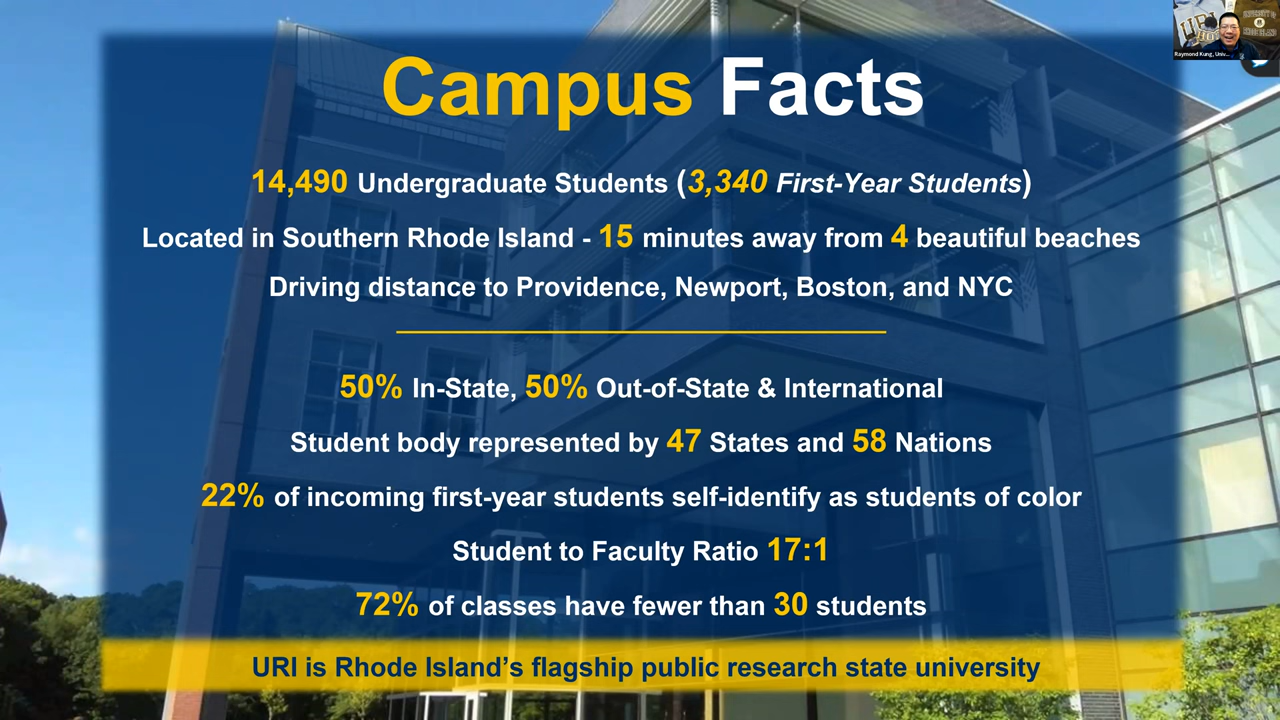 Campus Facts
14,490 Undergraduate Students (3,340 First-Year Students)
Located in Southern Rhode Island - 15 minutes away from 4 beautiful beaches
Driving distance to Providence, Newport, Boston, and NYC
50% In-State, 50% Out-of-State & International
Student body represented by 47 States and 58 Nations
22% of incoming first-year students self-identify as students of color
Student to Faculty Ratio 17:1
72% of classes have fewer than 30 students
URI is Rhode Island’s flagship public research state university
URI
Raymond Kung, Univ...